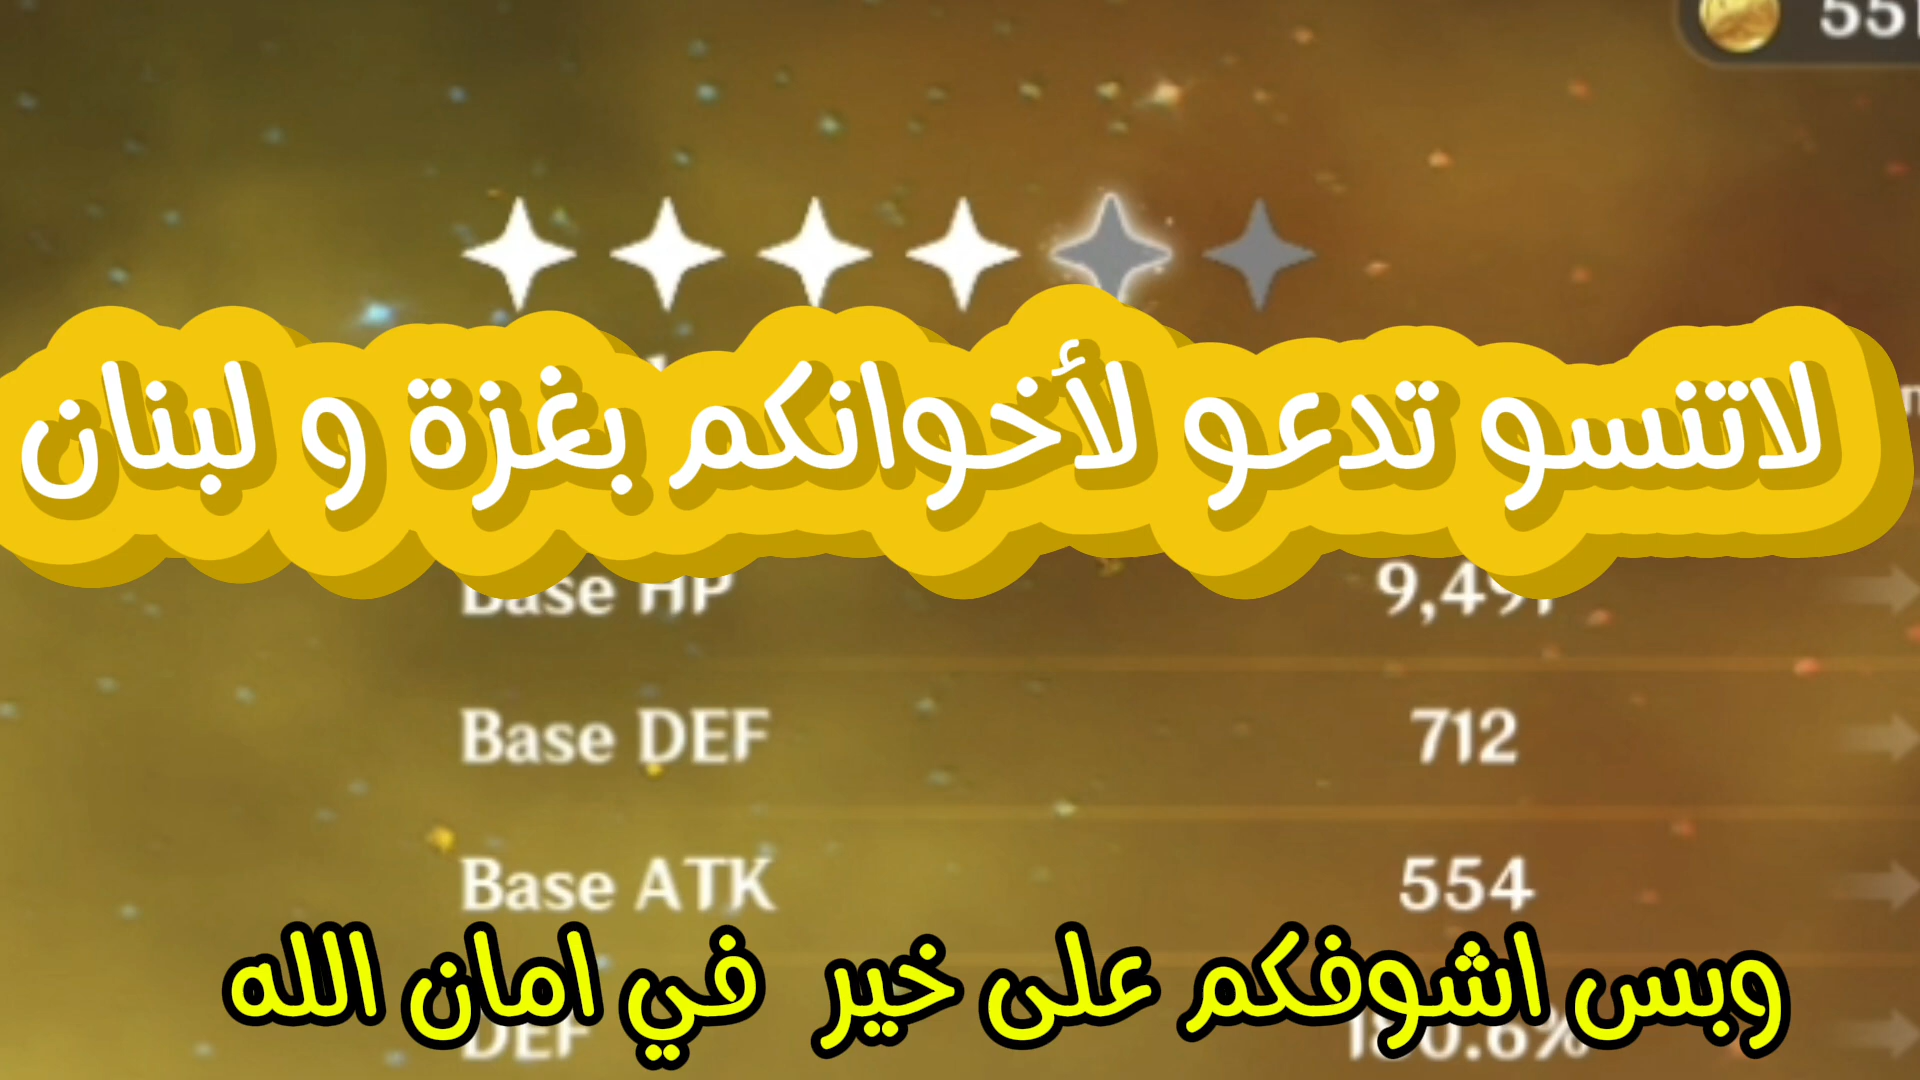 لاتنسو تدعو لأخوانكم بغزة و لبنان
Base HP
Base DEF 712
Base ATK 554
وبس اشوفكم على خير في امان الله
DEF